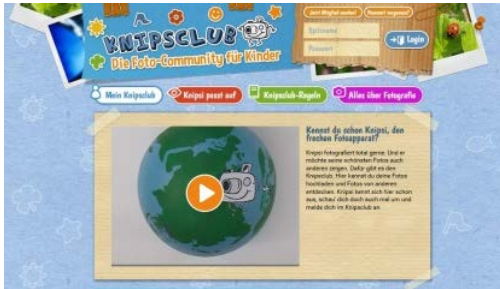 Jetzt Mitglied werden!
Passwort vergessen?
KNIPSCLUB
Die Foto-Community für Kinder
Spitzname
Passwort
Login
Mein Knipsclub
Knipsi passt auf
Knipsclub-Regeln
Alles über Fotografie
Kennst du schon Knipsi, den
frechen Fotoapparat?
Knipsi fotografiert total gerne. Und er
möchte seine schönsten Fotos auch
anderen zeigen. Dafür gibt es den
Knipsclub. Hier kannst du deine Fotos
hochladen und Fotos von anderen
entdecken. Knipsi kennt sich hier schon
aus, schau' dich doch auch mal um und
melde dich im Knipsclub an.